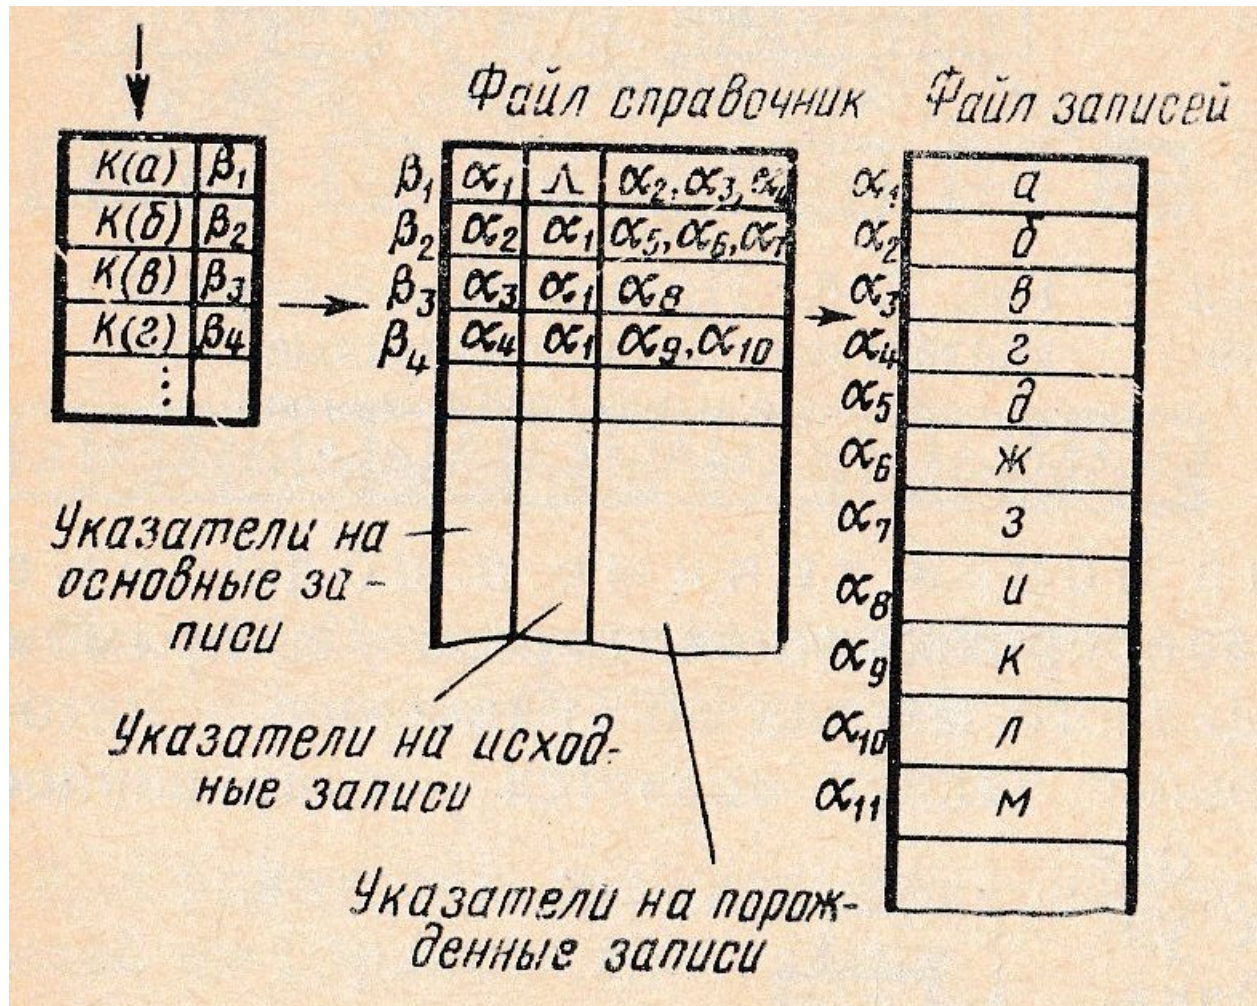 Файл справочник
Файл записей
К(а) β₁
К(б) β₂
К(в) β₃
К(г) β₄
⋮
β₁ α₁ Λ α₂, α₃, α₄
β₂ α₂ α₁ α₅, α₆, α₇
β₃ α₃ α₁ α₈
β₄ α₄ α₁ α₉, α₁₀
α₁ а
α₂ б
α₃ в
α₄ г
α₅ д
α₆ ж
α₇ з
α₈ и
α₉ к
α₁₀ л
α₁₁ м
Указатели на
основные за-
писи
Указатели на исход-
ные записи
Указатели на порож-
денные записи